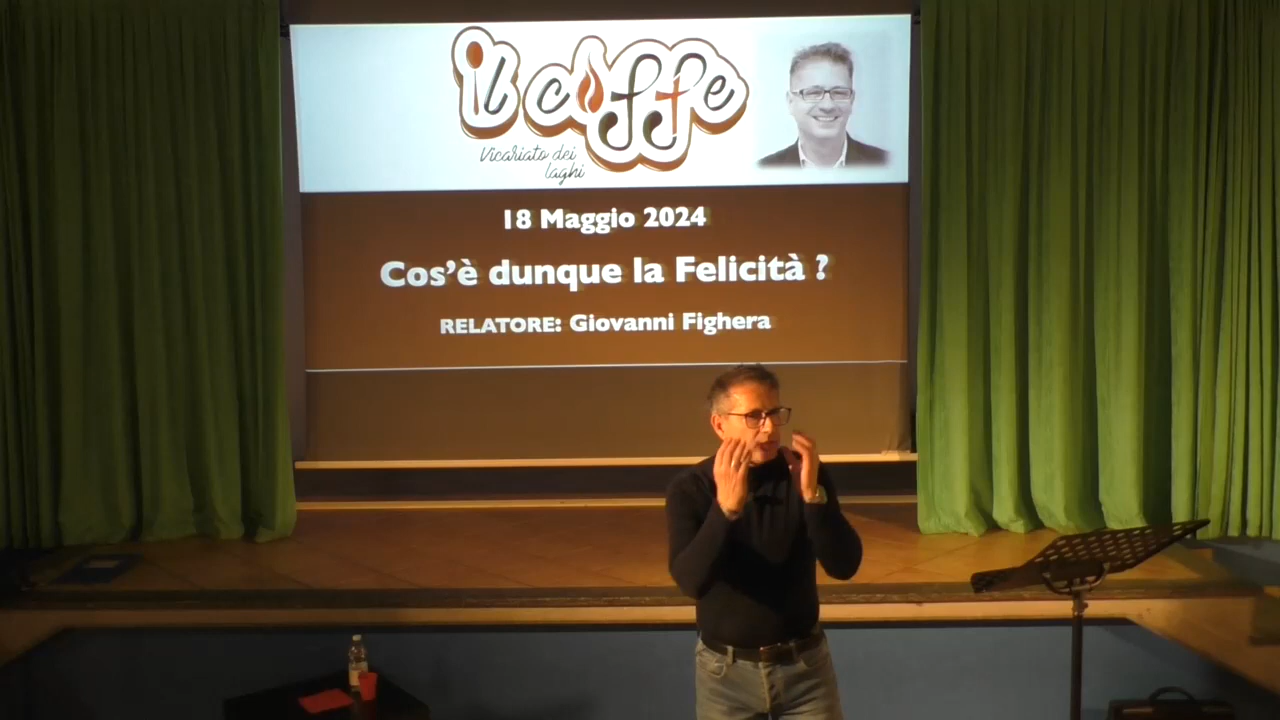 il caffe
Vicariato dei
laghi
18 Maggio 2024
Cos'è dunque la Felicità ?
RELATORE: Giovanni Fighera